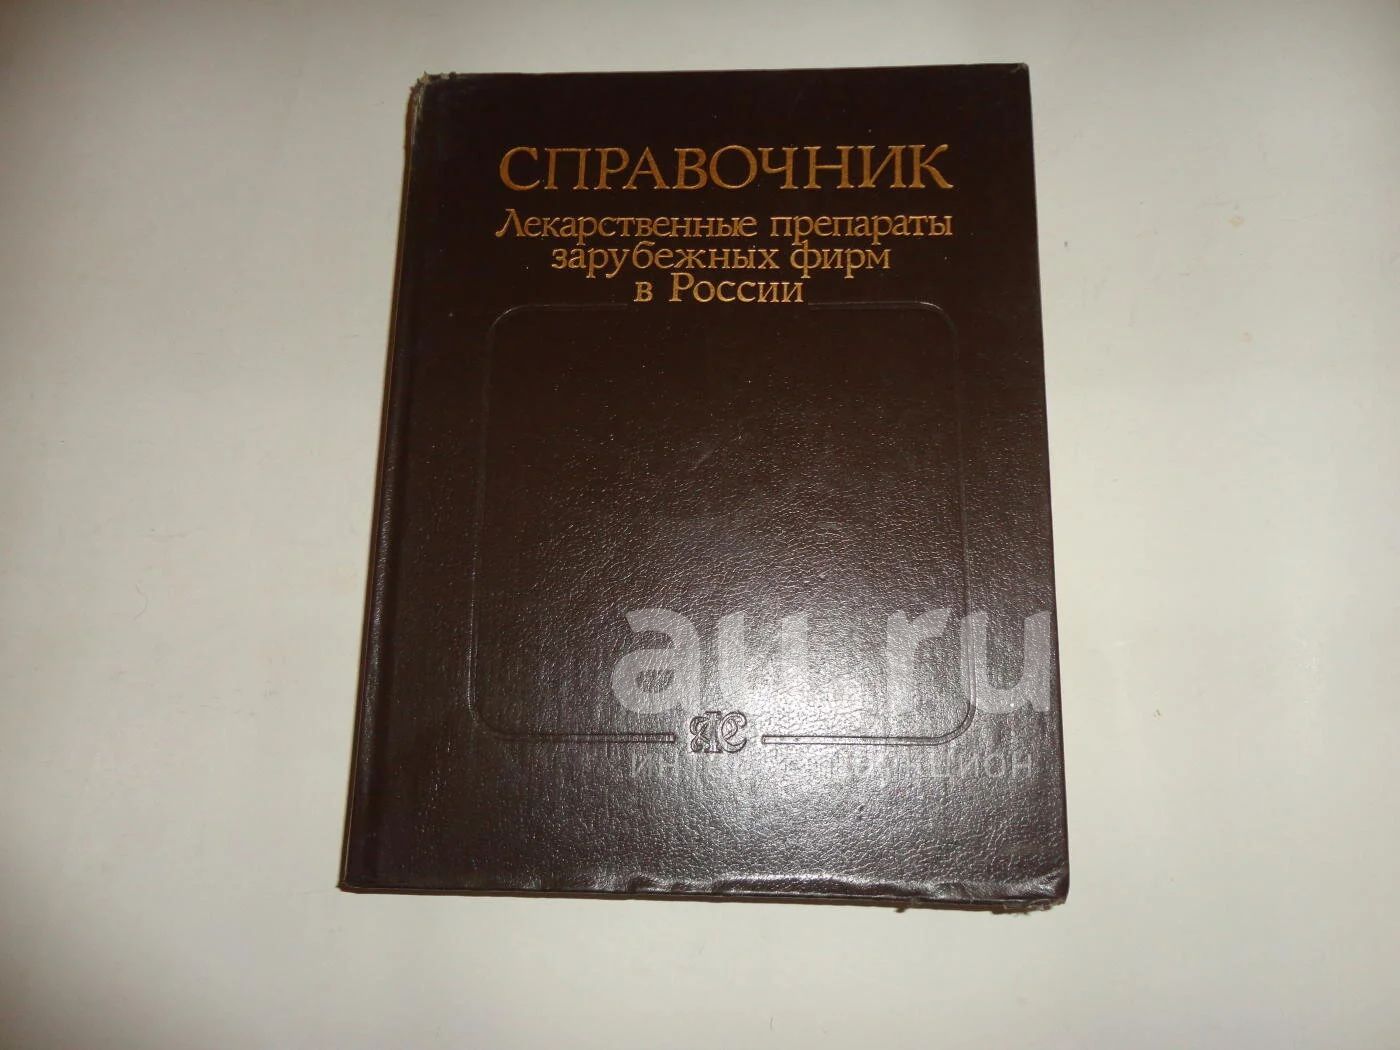 СПРАВОЧНИК
Лекарственные препараты
зарубежных фирм
в России
au.ru